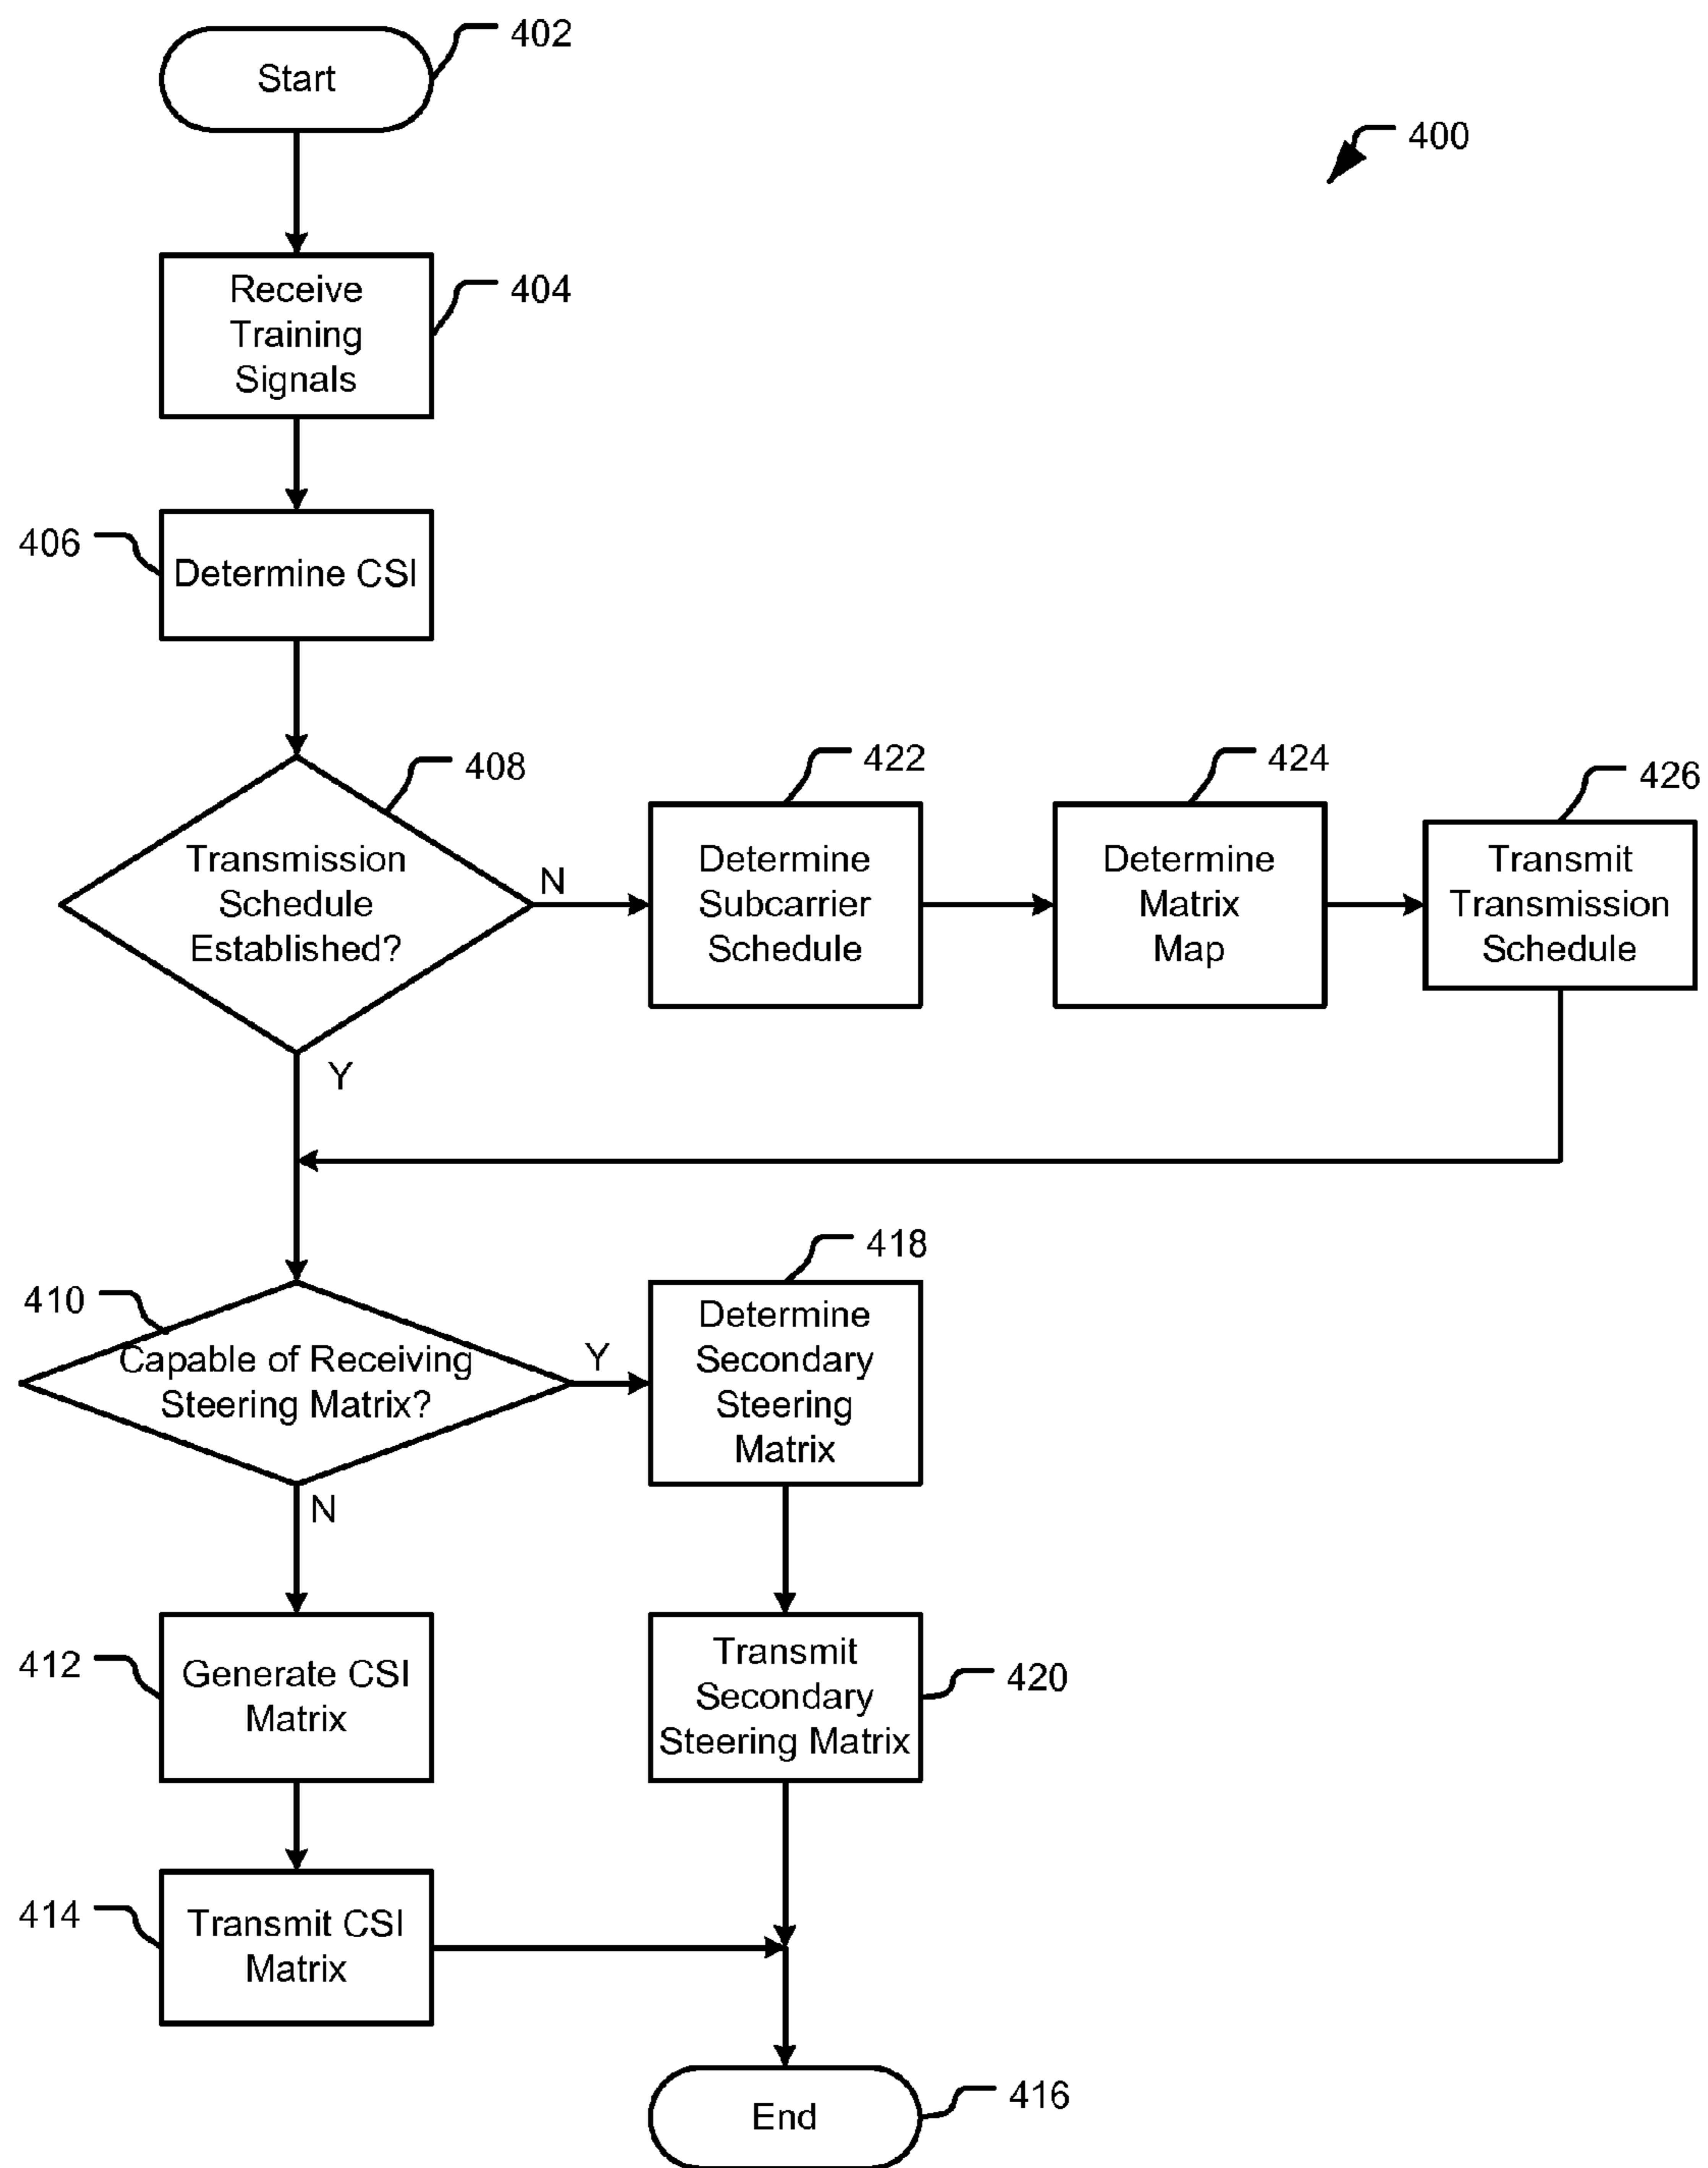 Start
402
400
Receive
Training
Signals
404
406
Determine CSI
408
Transmission
Schedule
Established?
N
Y
422
Determine
Subcarrier
Schedule
424
Determine
Matrix
Map
426
Transmit
Transmission
Schedule
410
Capable of Receiving
Steering Matrix?
Y
N
418
Determine
Secondary
Steering
Matrix
412
Generate CSI
Matrix
Transmit
Secondary
Steering Matrix
420
414
Transmit CSI
Matrix
End
416